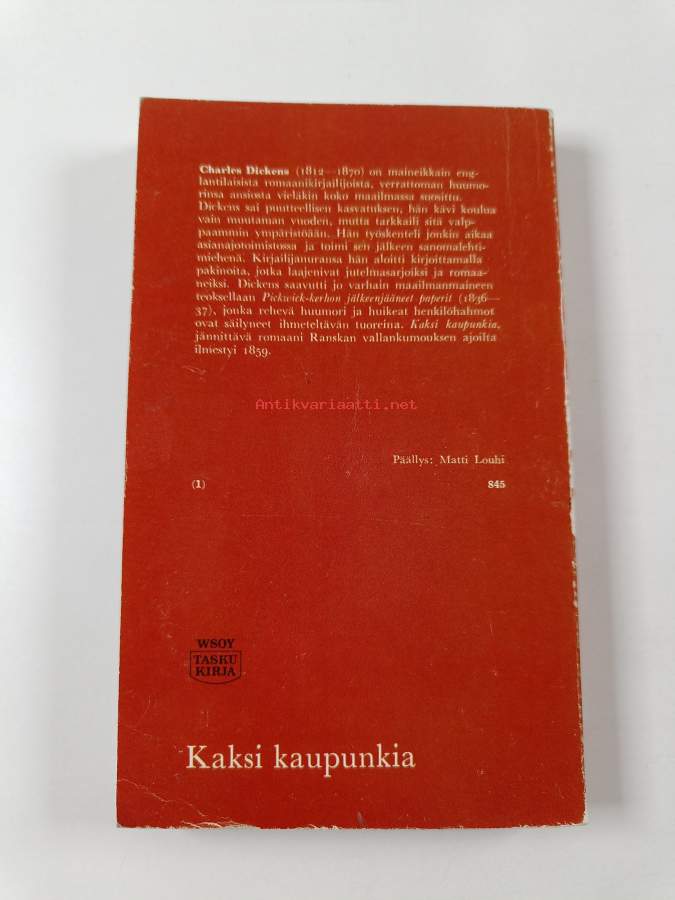 Charles Dickens (1812—1870) on maineikkain eng-
lantilaisista romaanikirjailijoista, verrattoman huumo-
rinsa ansiosta vieläkin koko maailmassa suosittu.
Dickens sai puutteellisen kasvatuksen, hän kävi koulua
vain muutaman vuoden, mutta tarkkaili sitä valp-
paammin ympäristöään. Hän työskenteli jonkin aikaa
asianajotoimistossa ja toimi sen jälkeen sanomalehti-
miehenä. Kirjailijanuransa hän aloitti kirjoittamalla
pakinoita, jotka laajenivat jutelmasarjoiksi ja romaa-
neiksi. Dickens saavutti jo varhain maailmanmaineen
teoksellaan Pickwick-kerhon jälkeenjääneet paperit (1836—
37), jonka rehevä huumori ja huikeat henkilöhahmot
ovat säilyneet ihmeteltävän tuoreina. Kaksi kaupunkia,
jännittävä romaani Ranskan vallankumouksen ajoilta
ilmestyi 1859.
Antikvariaatti.net
Päällys: Matti Louhi
(1) 845
WSOY
TASKU
KIRJA
Kaksi kaupunkia